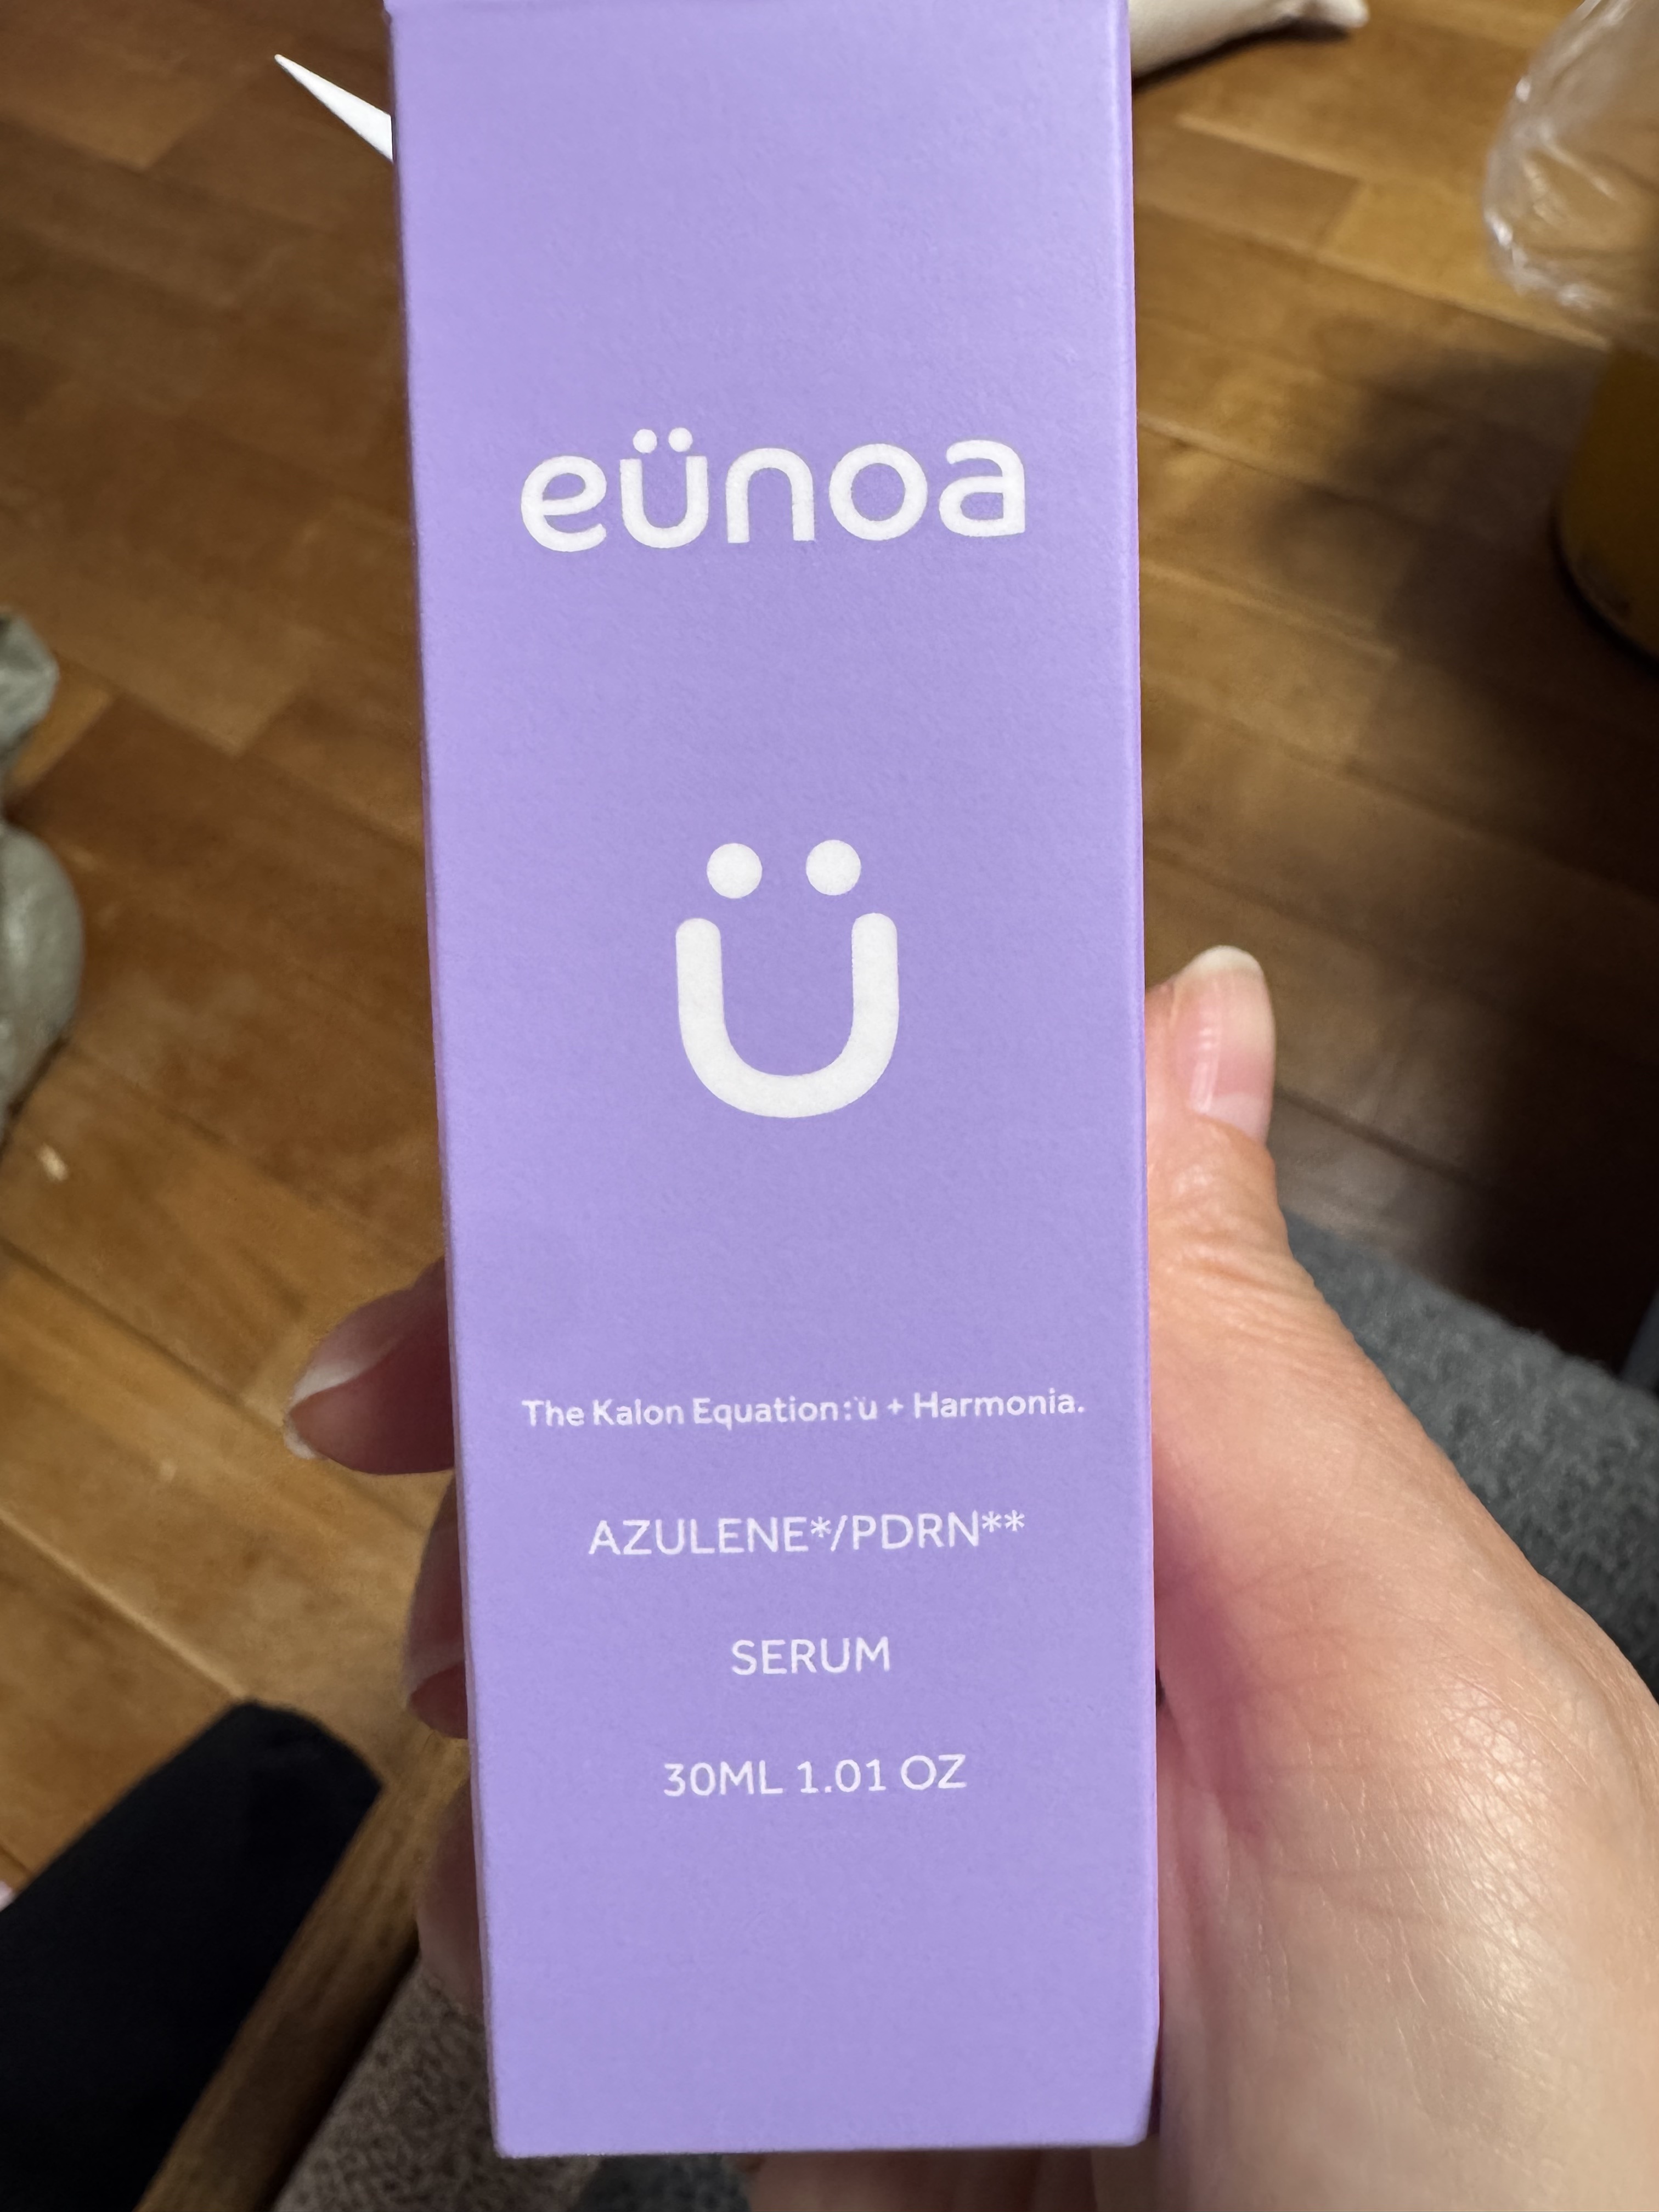 eünoa
ü
The Kalon Equation:ü + Harmonia.
AZULENE*/PDRN**
SERUM
30ML 1.01 OZ